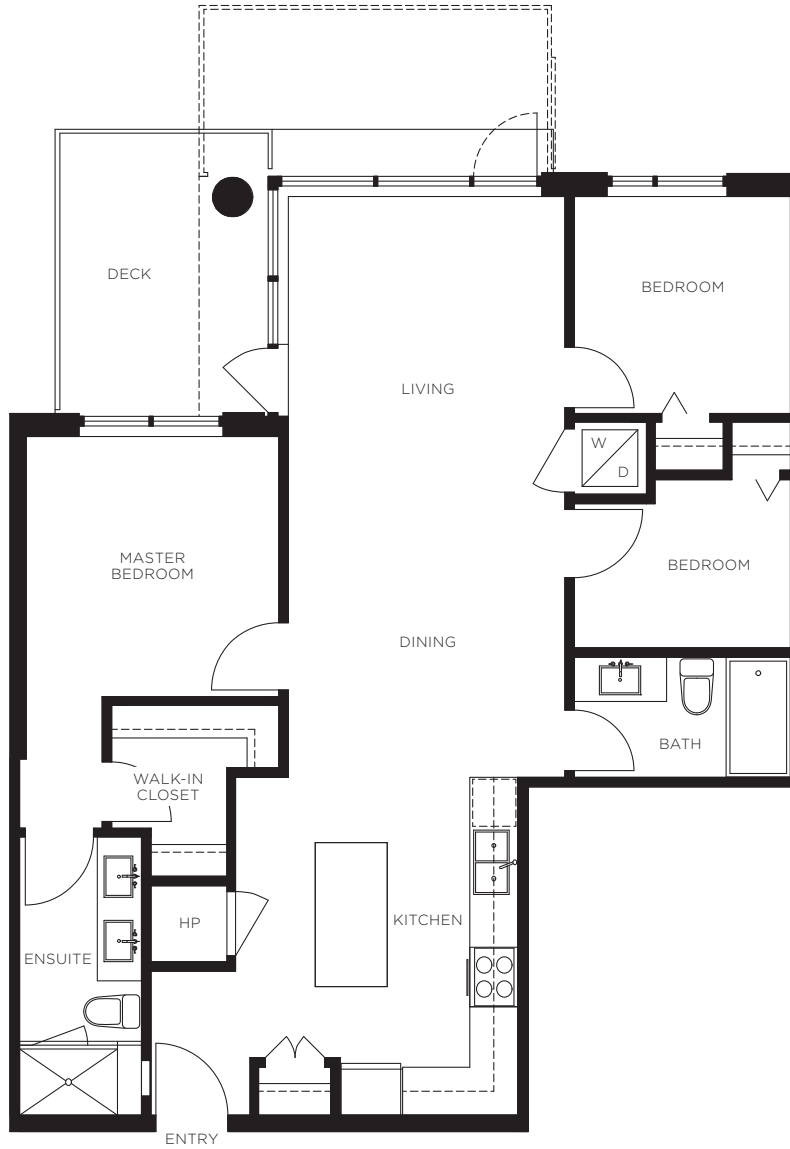 DECK
BEDROOM
LIVING
W
D
MASTER
BEDROOM
BEDROOM
DINING
BATH
WALK-IN
CLOSET
HP
KITCHEN
ENSUITE
ENTRY